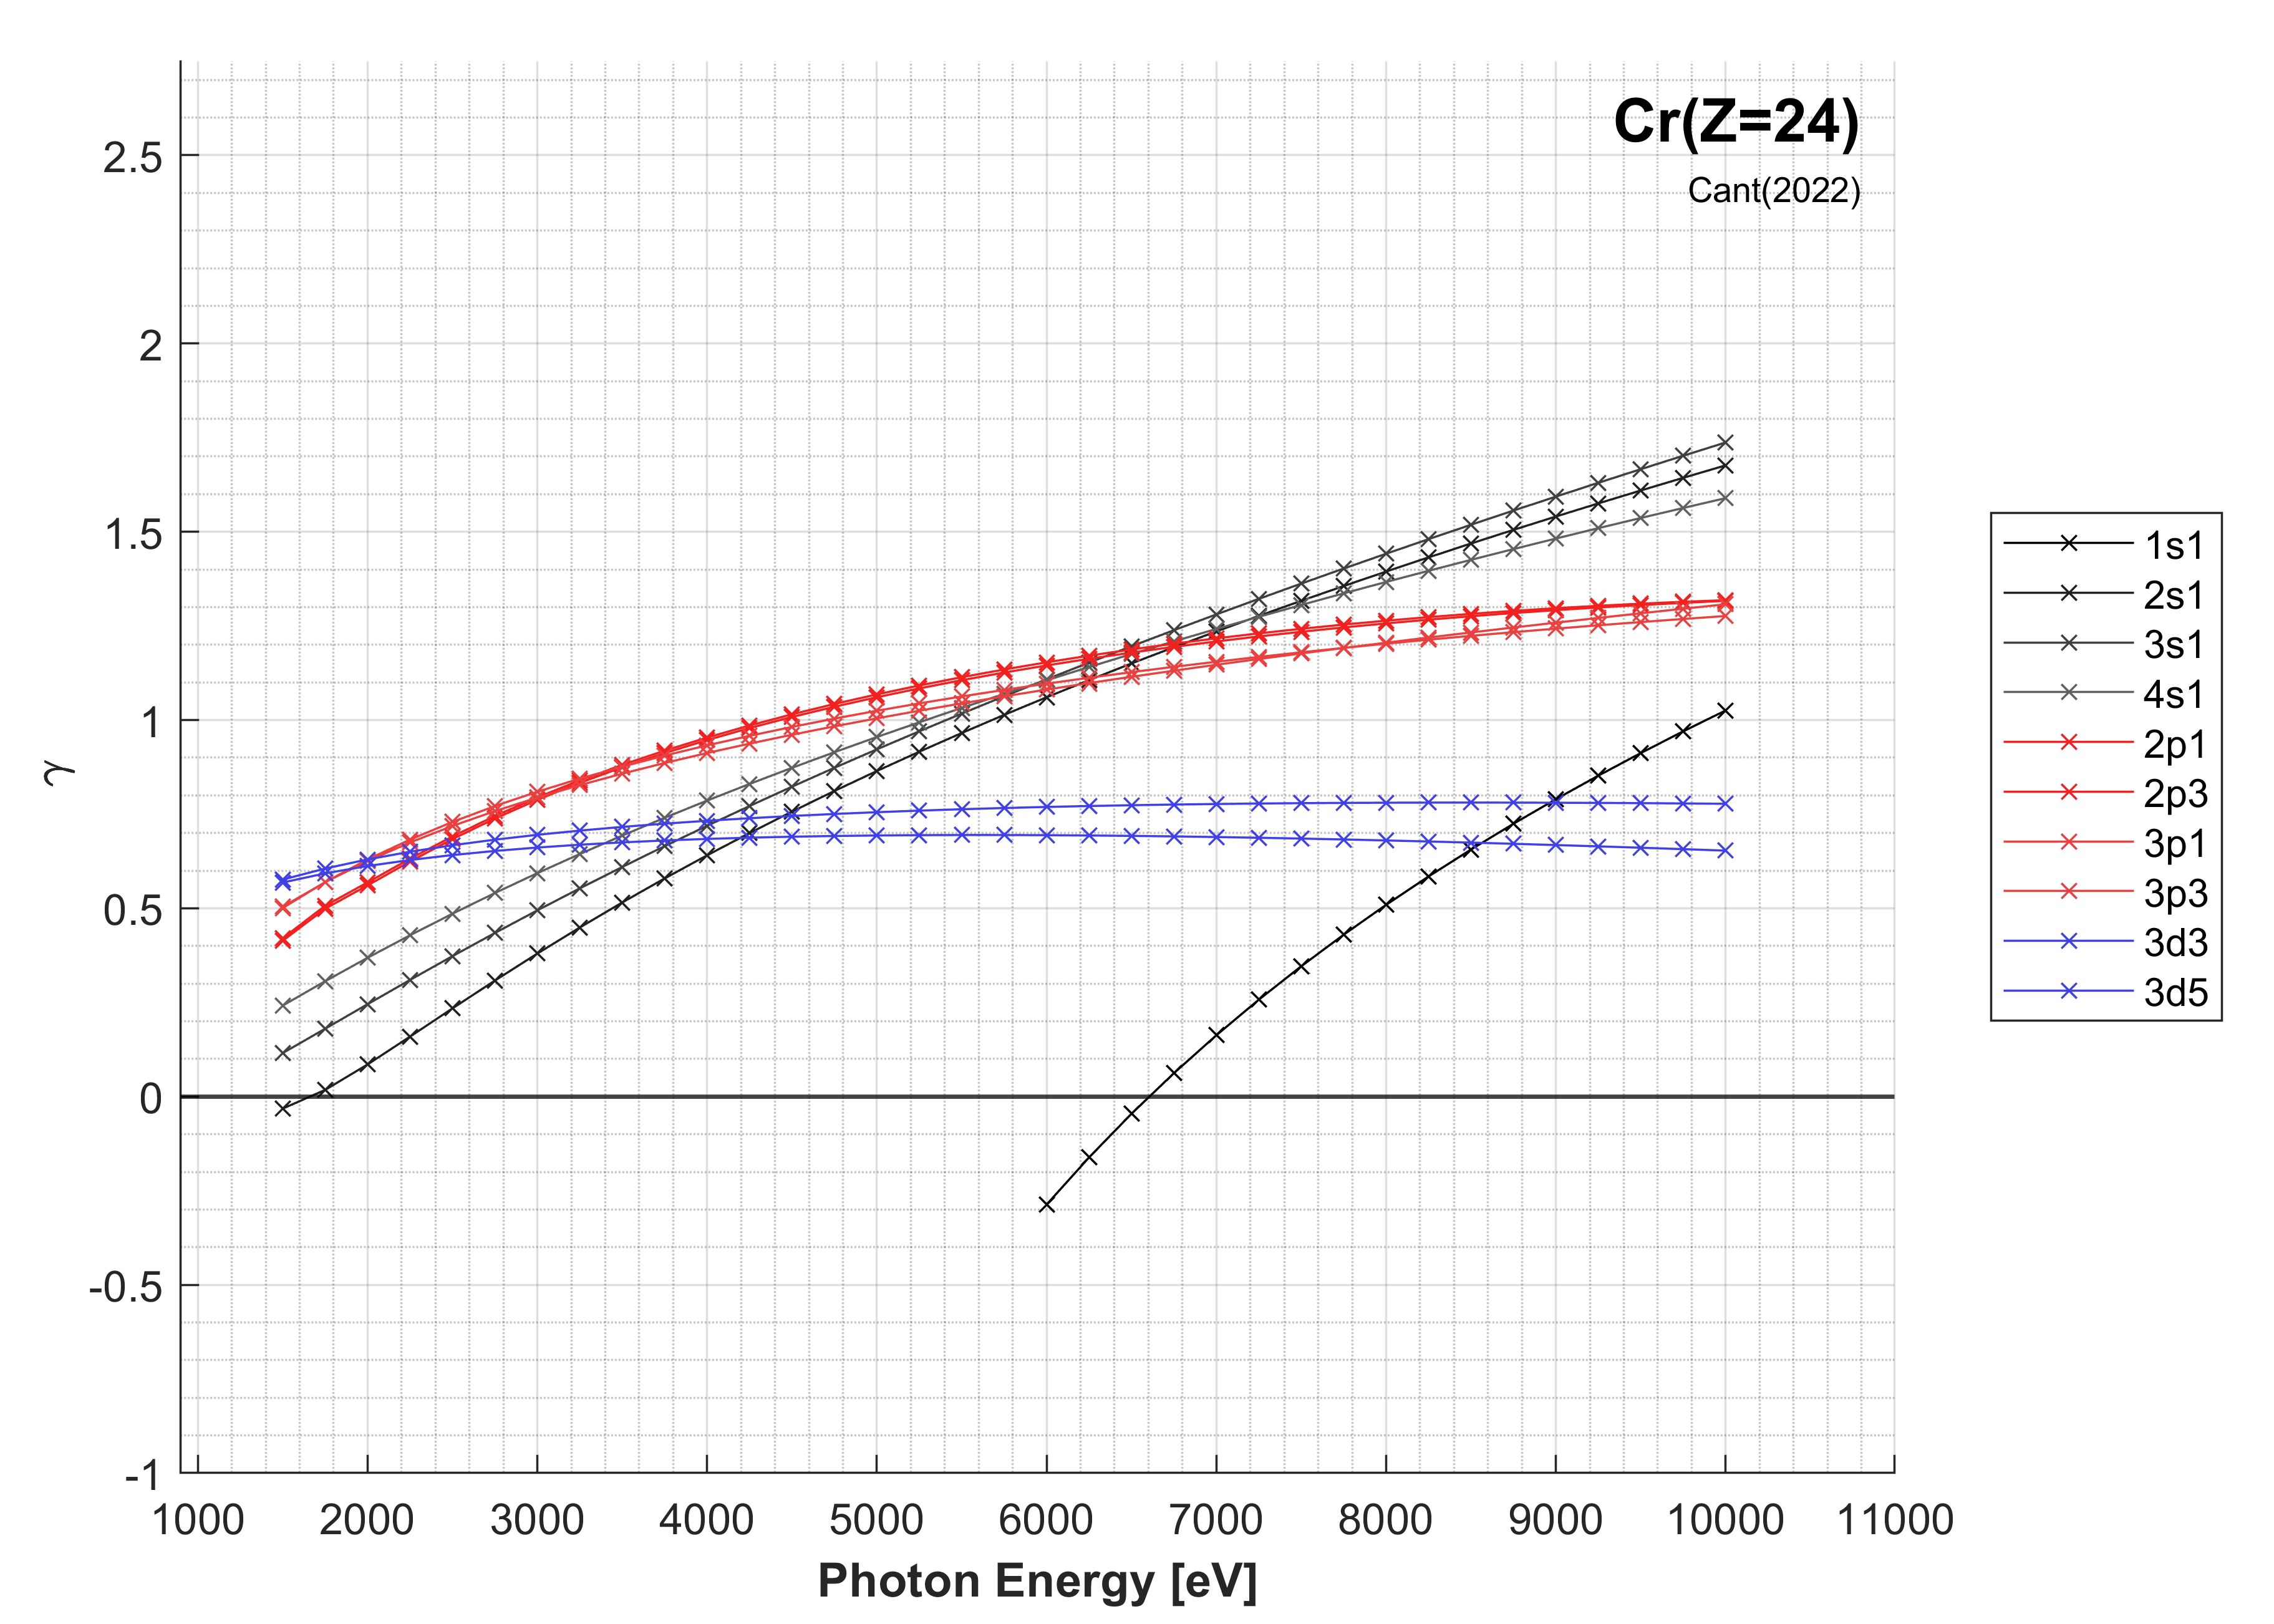 Cr(Z=24)
Cant(2022)
2.5
2
1.5
1
0.5
0
-0.5
-1
γ
1000 2000 3000 4000 5000 6000 7000 8000 9000 10000 11000
Photon Energy [eV]
1s1
2s1
3s1
4s1
2p1
2p3
3p1
3p3
3d3
3d5